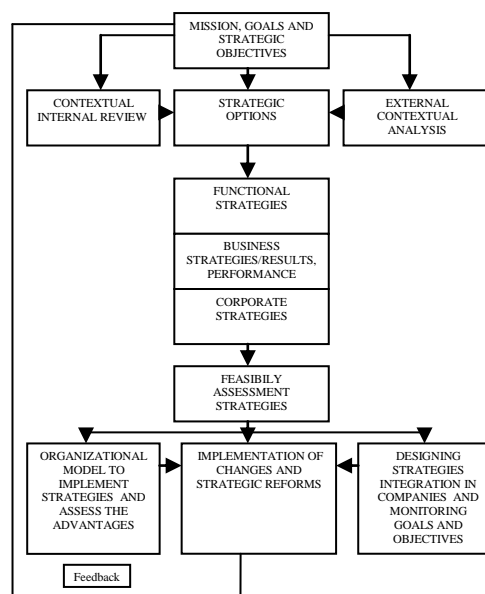 MISSION, GOALS AND
STRATEGIC
OBJECTIVES
CONTEXTUAL
INTERNAL REVIEW
STRATEGIC
OPTIONS
EXTERNAL
CONTEXTUAL
ANALYSIS
FUNCTIONAL
STRATEGIES
BUSINESS
STRATEGIES/RESULTS,
PERFORMANCE
CORPORATE
STRATEGIES
FEASIBILY
ASSESSMENT
STRATEGIES
ORGANIZATIONAL
MODEL TO
IMPLEMENT
STRATEGIES AND
ASSESS THE
ADVANTAGES
IMPLEMENTATION OF
CHANGES AND
STRATEGIC REFORMS
DESIGNING
STRATEGIES
INTEGRATION IN
COMPANIES AND
MONITORING
GOALS AND
OBJECTIVES
Feedback